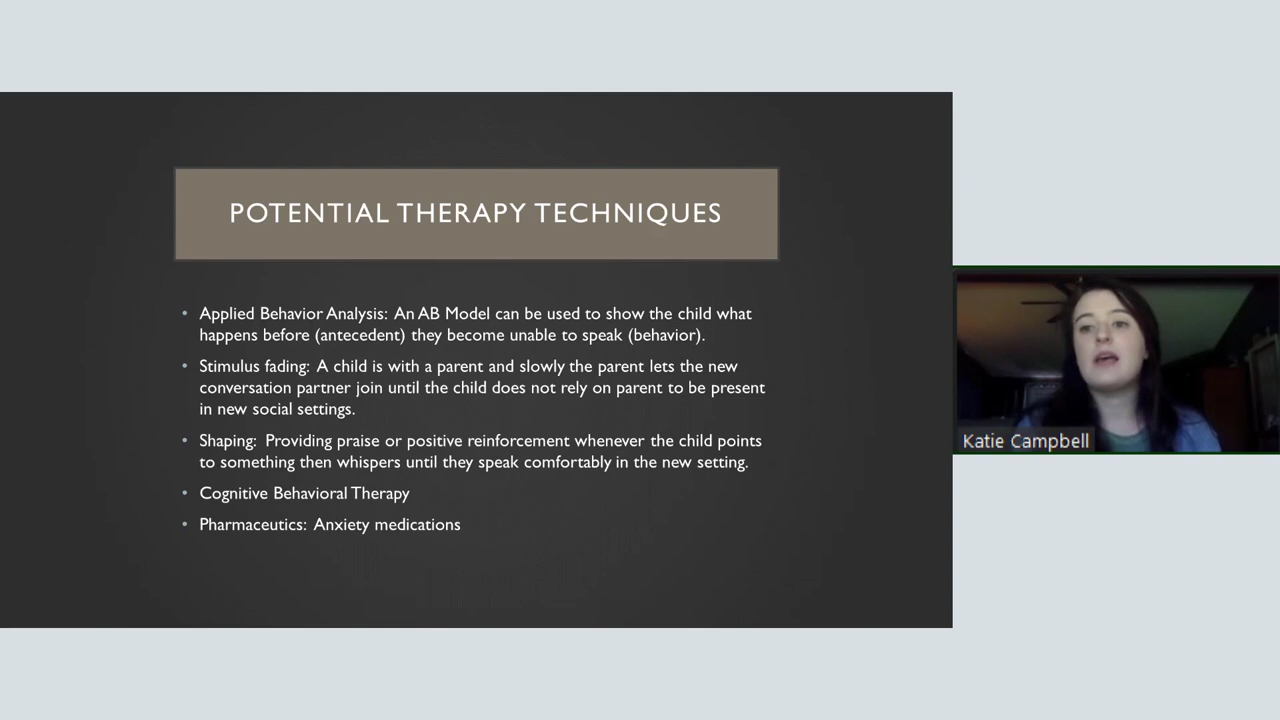 POTENTIAL THERAPY TECHNIQUES
• Applied Behavior Analysis: An AB Model can be used to show the child what
happens before (antecedent) they become unable to speak (behavior).
• Stimulus fading: A child is with a parent and slowly the parent lets the new
conversation partner join until the child does not rely on parent to be present
in new social settings.
• Shaping: Providing praise or positive reinforcement whenever the child points
to something then whispers until they speak comfortably in the new setting.
• Cognitive Behavioral Therapy
• Pharmaceutics: Anxiety medications
Katie Campbell